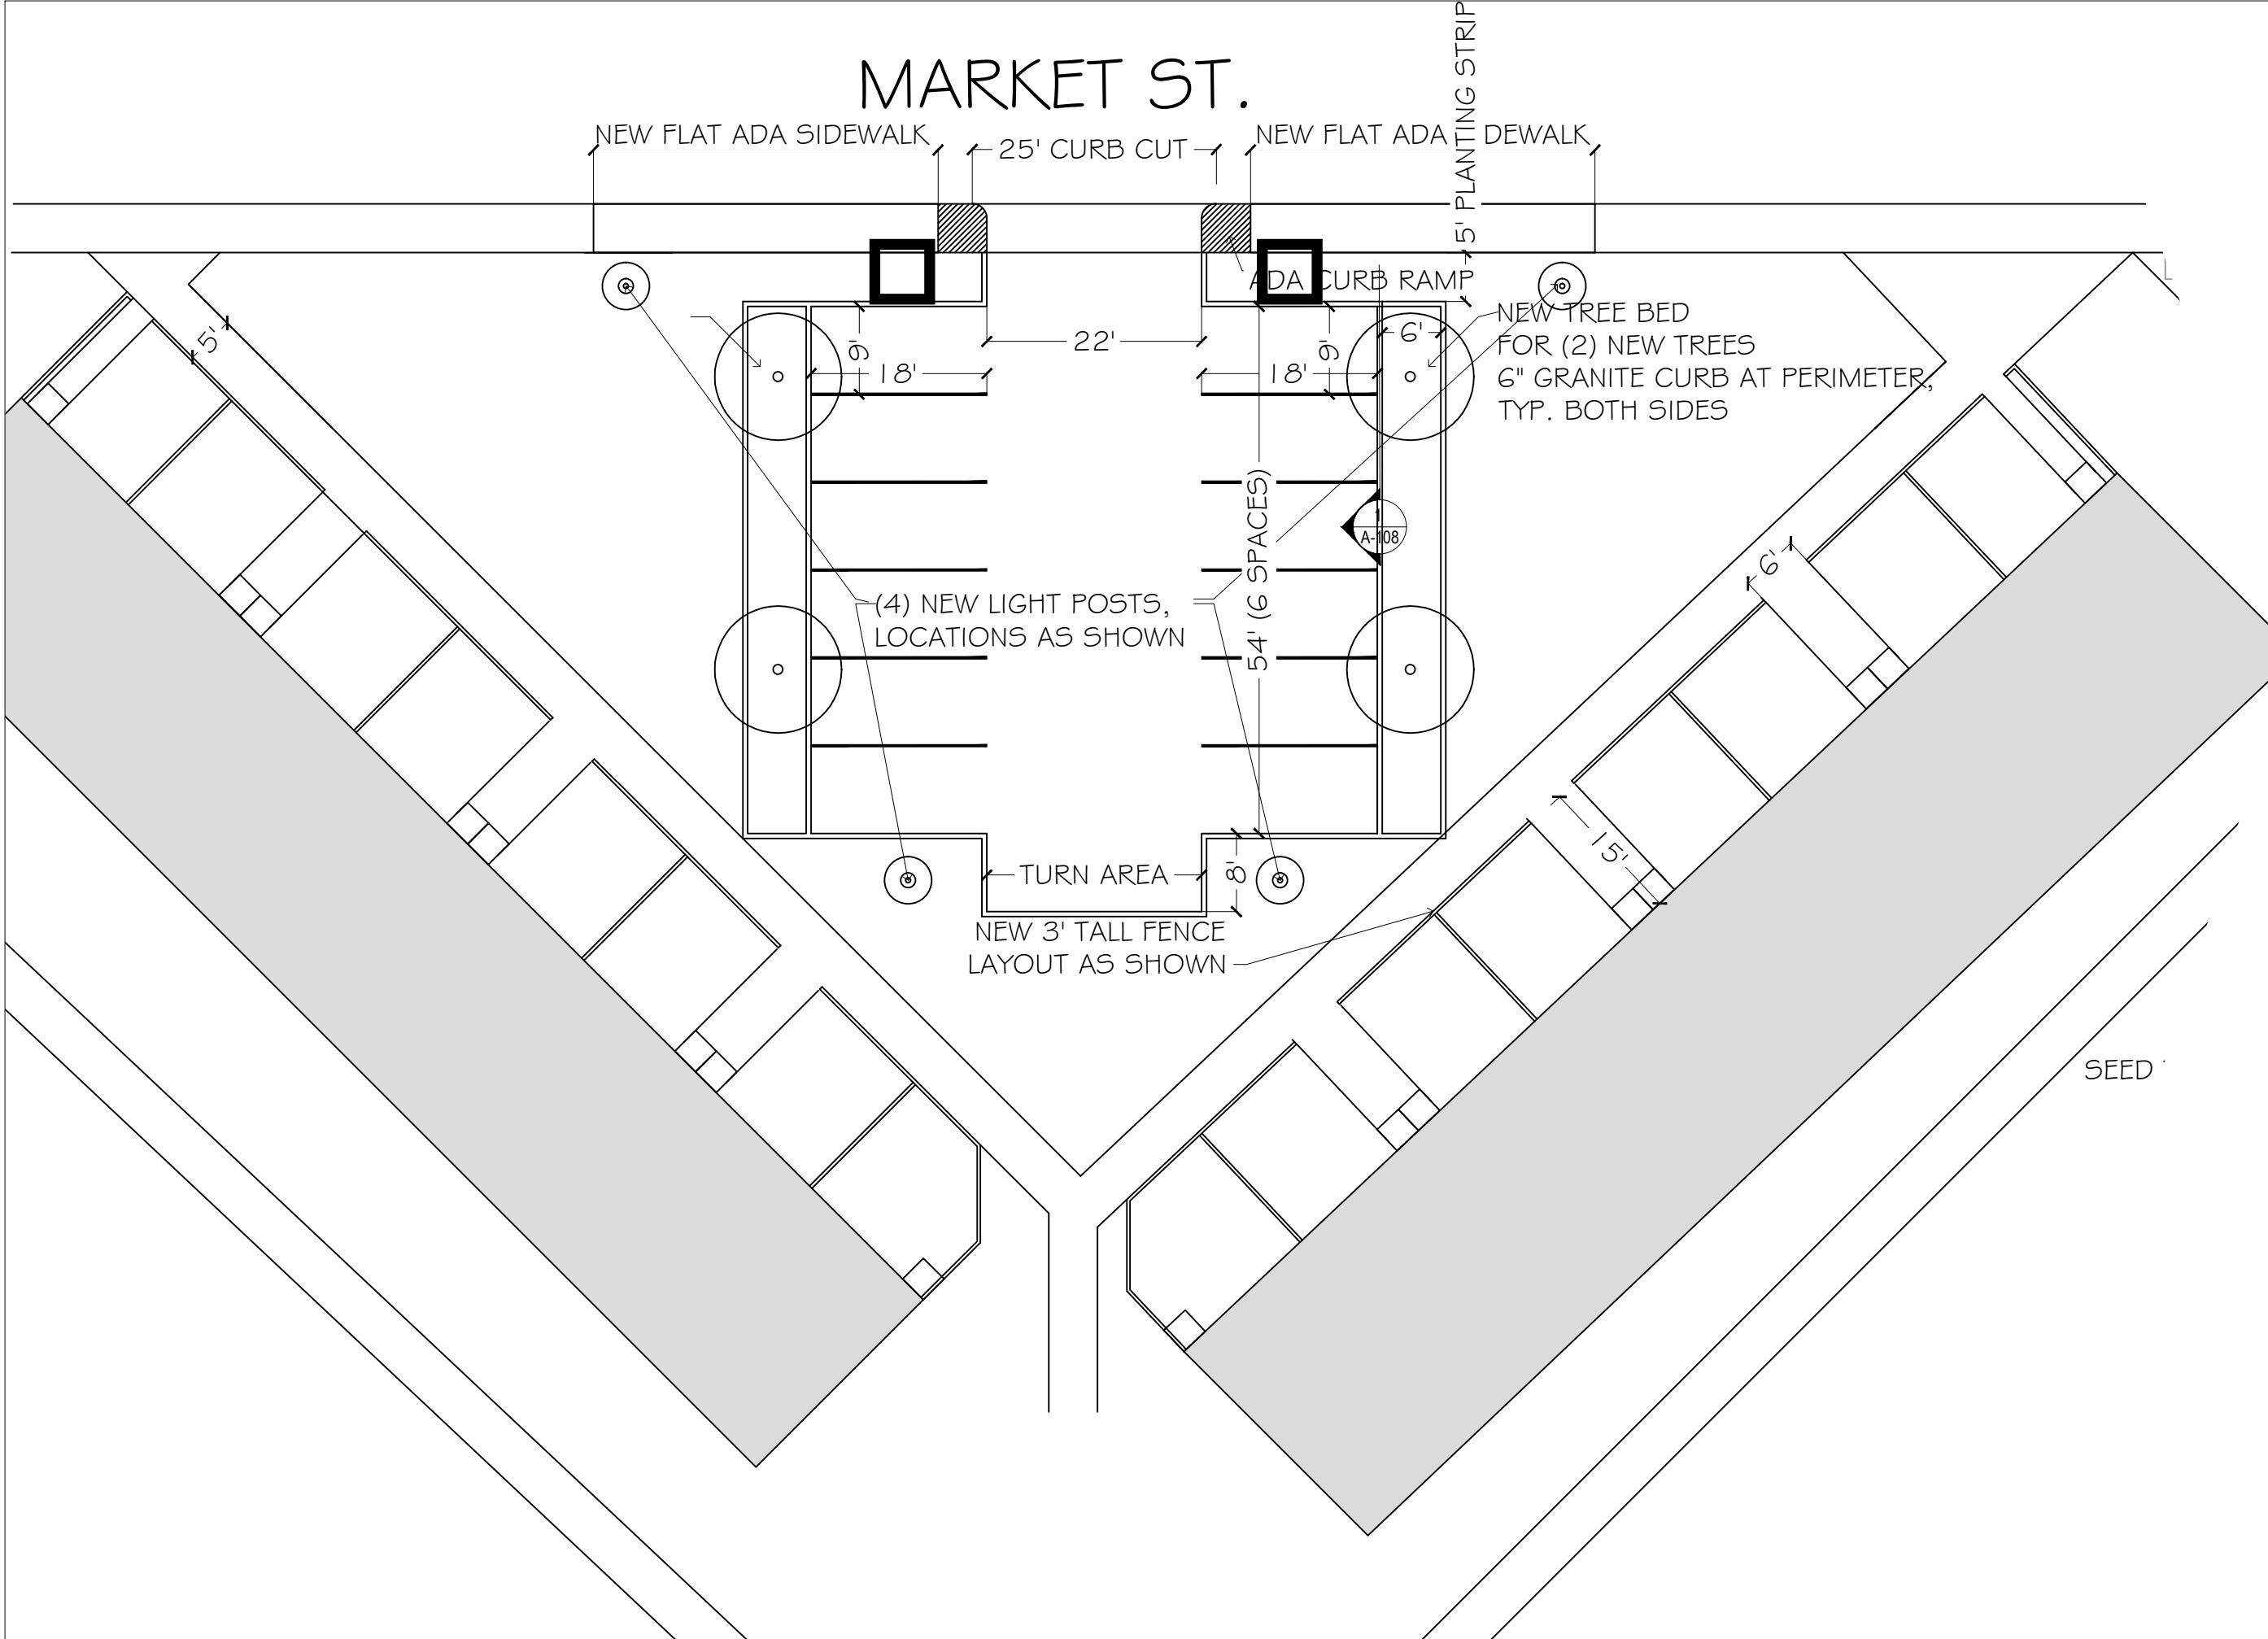 MARKET ST.
5' PLANTING STRIP
NEW FLAT ADA SIDEWALK
25' CURB CUT
NEW FLAT ADA DEWALK
ADA CURB RAMP
NEW TREE BED
FOR (2) NEW TREES
6" GRANITE CURB AT PERIMETER,
TYP. BOTH SIDES
5'
9'
22'
9'
6'
18'
18'
54' (6 SPACES)
1
A-108
6'
(4) NEW LIGHT POSTS,
LOCATIONS AS SHOWN
15'
TURN AREA
8'
NEW 3' TALL FENCE
LAYOUT AS SHOWN
SEED